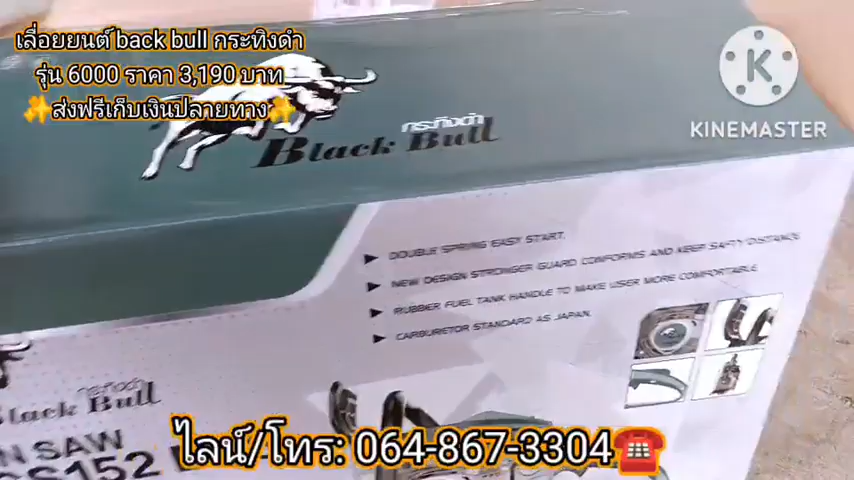 เลื่อยยนต์ back bull กระทิงดำ
รุ่น 6000 ราคา 3,190 บาท
✨ส่งฟรีเก็บเงินปลายทาง✨
K
KINEMASTER
กระทิงดำ
Black Bull
DOUBLE SPRING EASY START.
NEW DESIGN STRONGER GUARD CONFORMS AND KEEP SAFTY DISTANCE
RUBBER FUEL TANK HANDLE TO MAKE USER MORE COMFORTABLE.
CARBURETOR STANDARD AS JAPAN.
กระทิงดำ
Black Bull
N SAW
CS152
ไลน์/โทร: 064-867-3304☎️